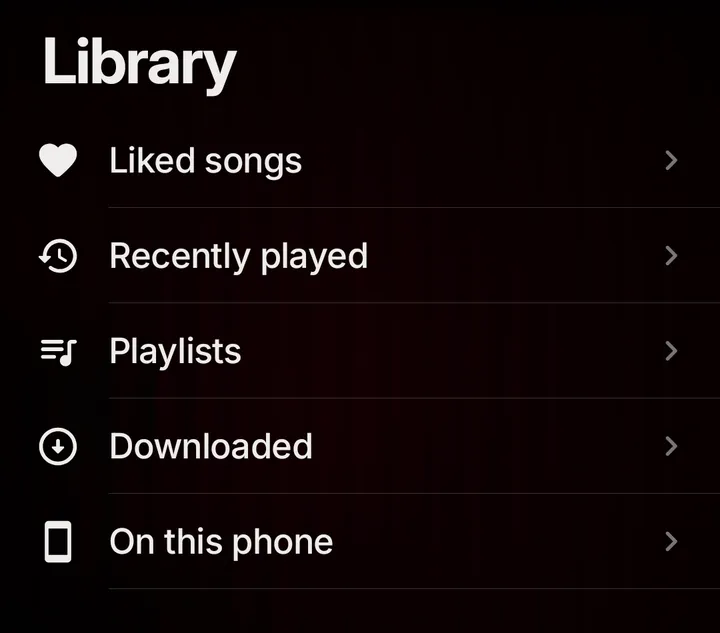 Library
Liked songs
Recently played
Playlists
Downloaded
On this phone